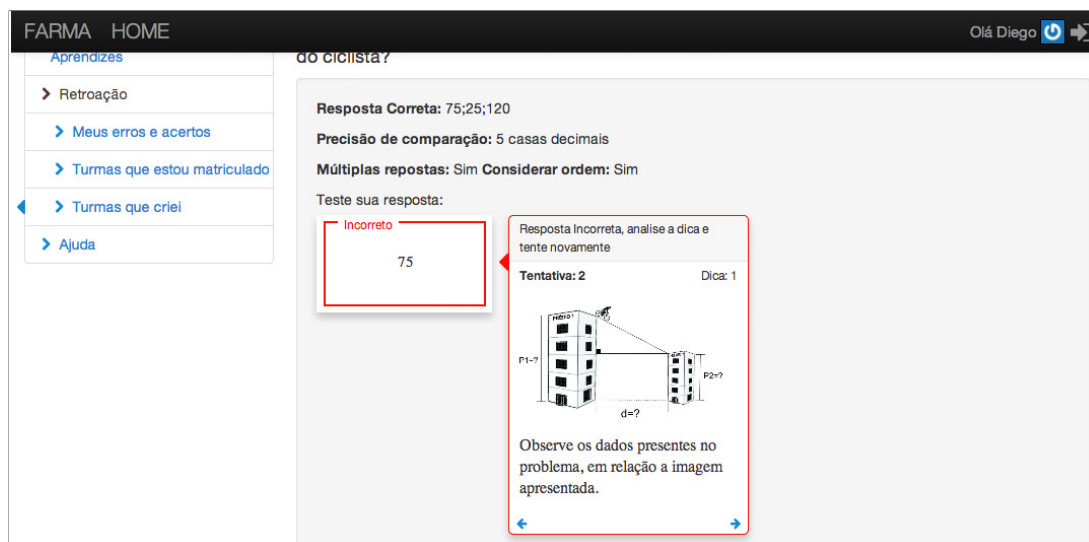 FARMA HOME
Olá Diego
Aprendizes
Retroação
Meus erros e acertos
Turmas que estou matriculado
Turmas que criei
Ajuda
do ciclista?
Resposta Correta: 75;25;120
Precisão de comparação: 5 casas decimais
Múltiplas repostas: Sim Considerar ordem: Sim
Teste sua resposta:
Incorreto
75
Resposta Incorreta, analise a dica e
tente novamente
Tentativa: 2 Dica: 1
PRÉDIO 1
P1=?
P2=?
d=?
Observe os dados presentes no
problema, em relação a imagem
apresentada.